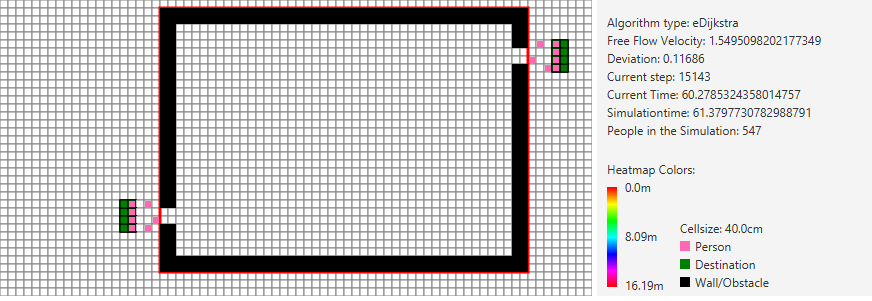 Algorithm type: eDijkstra
Free Flow Velocity: 1.5495098202177349
Deviation: 0.11686
Current step: 15143
Current Time: 60.2785324358014757
Simulationtime: 61.3797730782988791
People in the Simulation: 547
Heatmap Colors:
0.0m
8.09m
16.19m
Cellsize: 40.0cm
Person
Destination
Wall/Obstacle